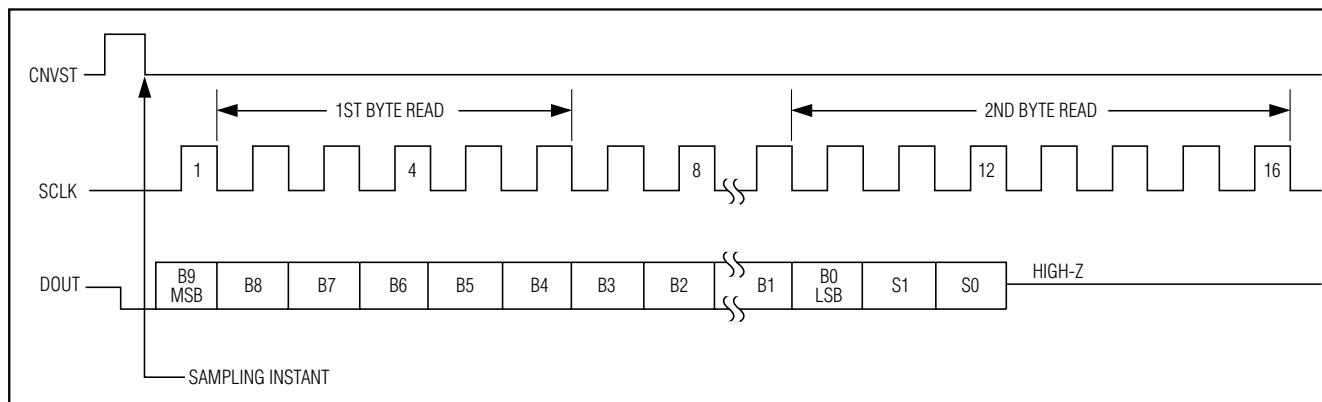 CNVST
1ST BYTE READ
2ND BYTE READ
SCLK
1
4
8
12
16
DOUT
B9
MSB
B8
B7
B6
B5
B4
B3
B2
B1
B0
LSB
S1
S0
HIGH-Z
SAMPLING INSTANT